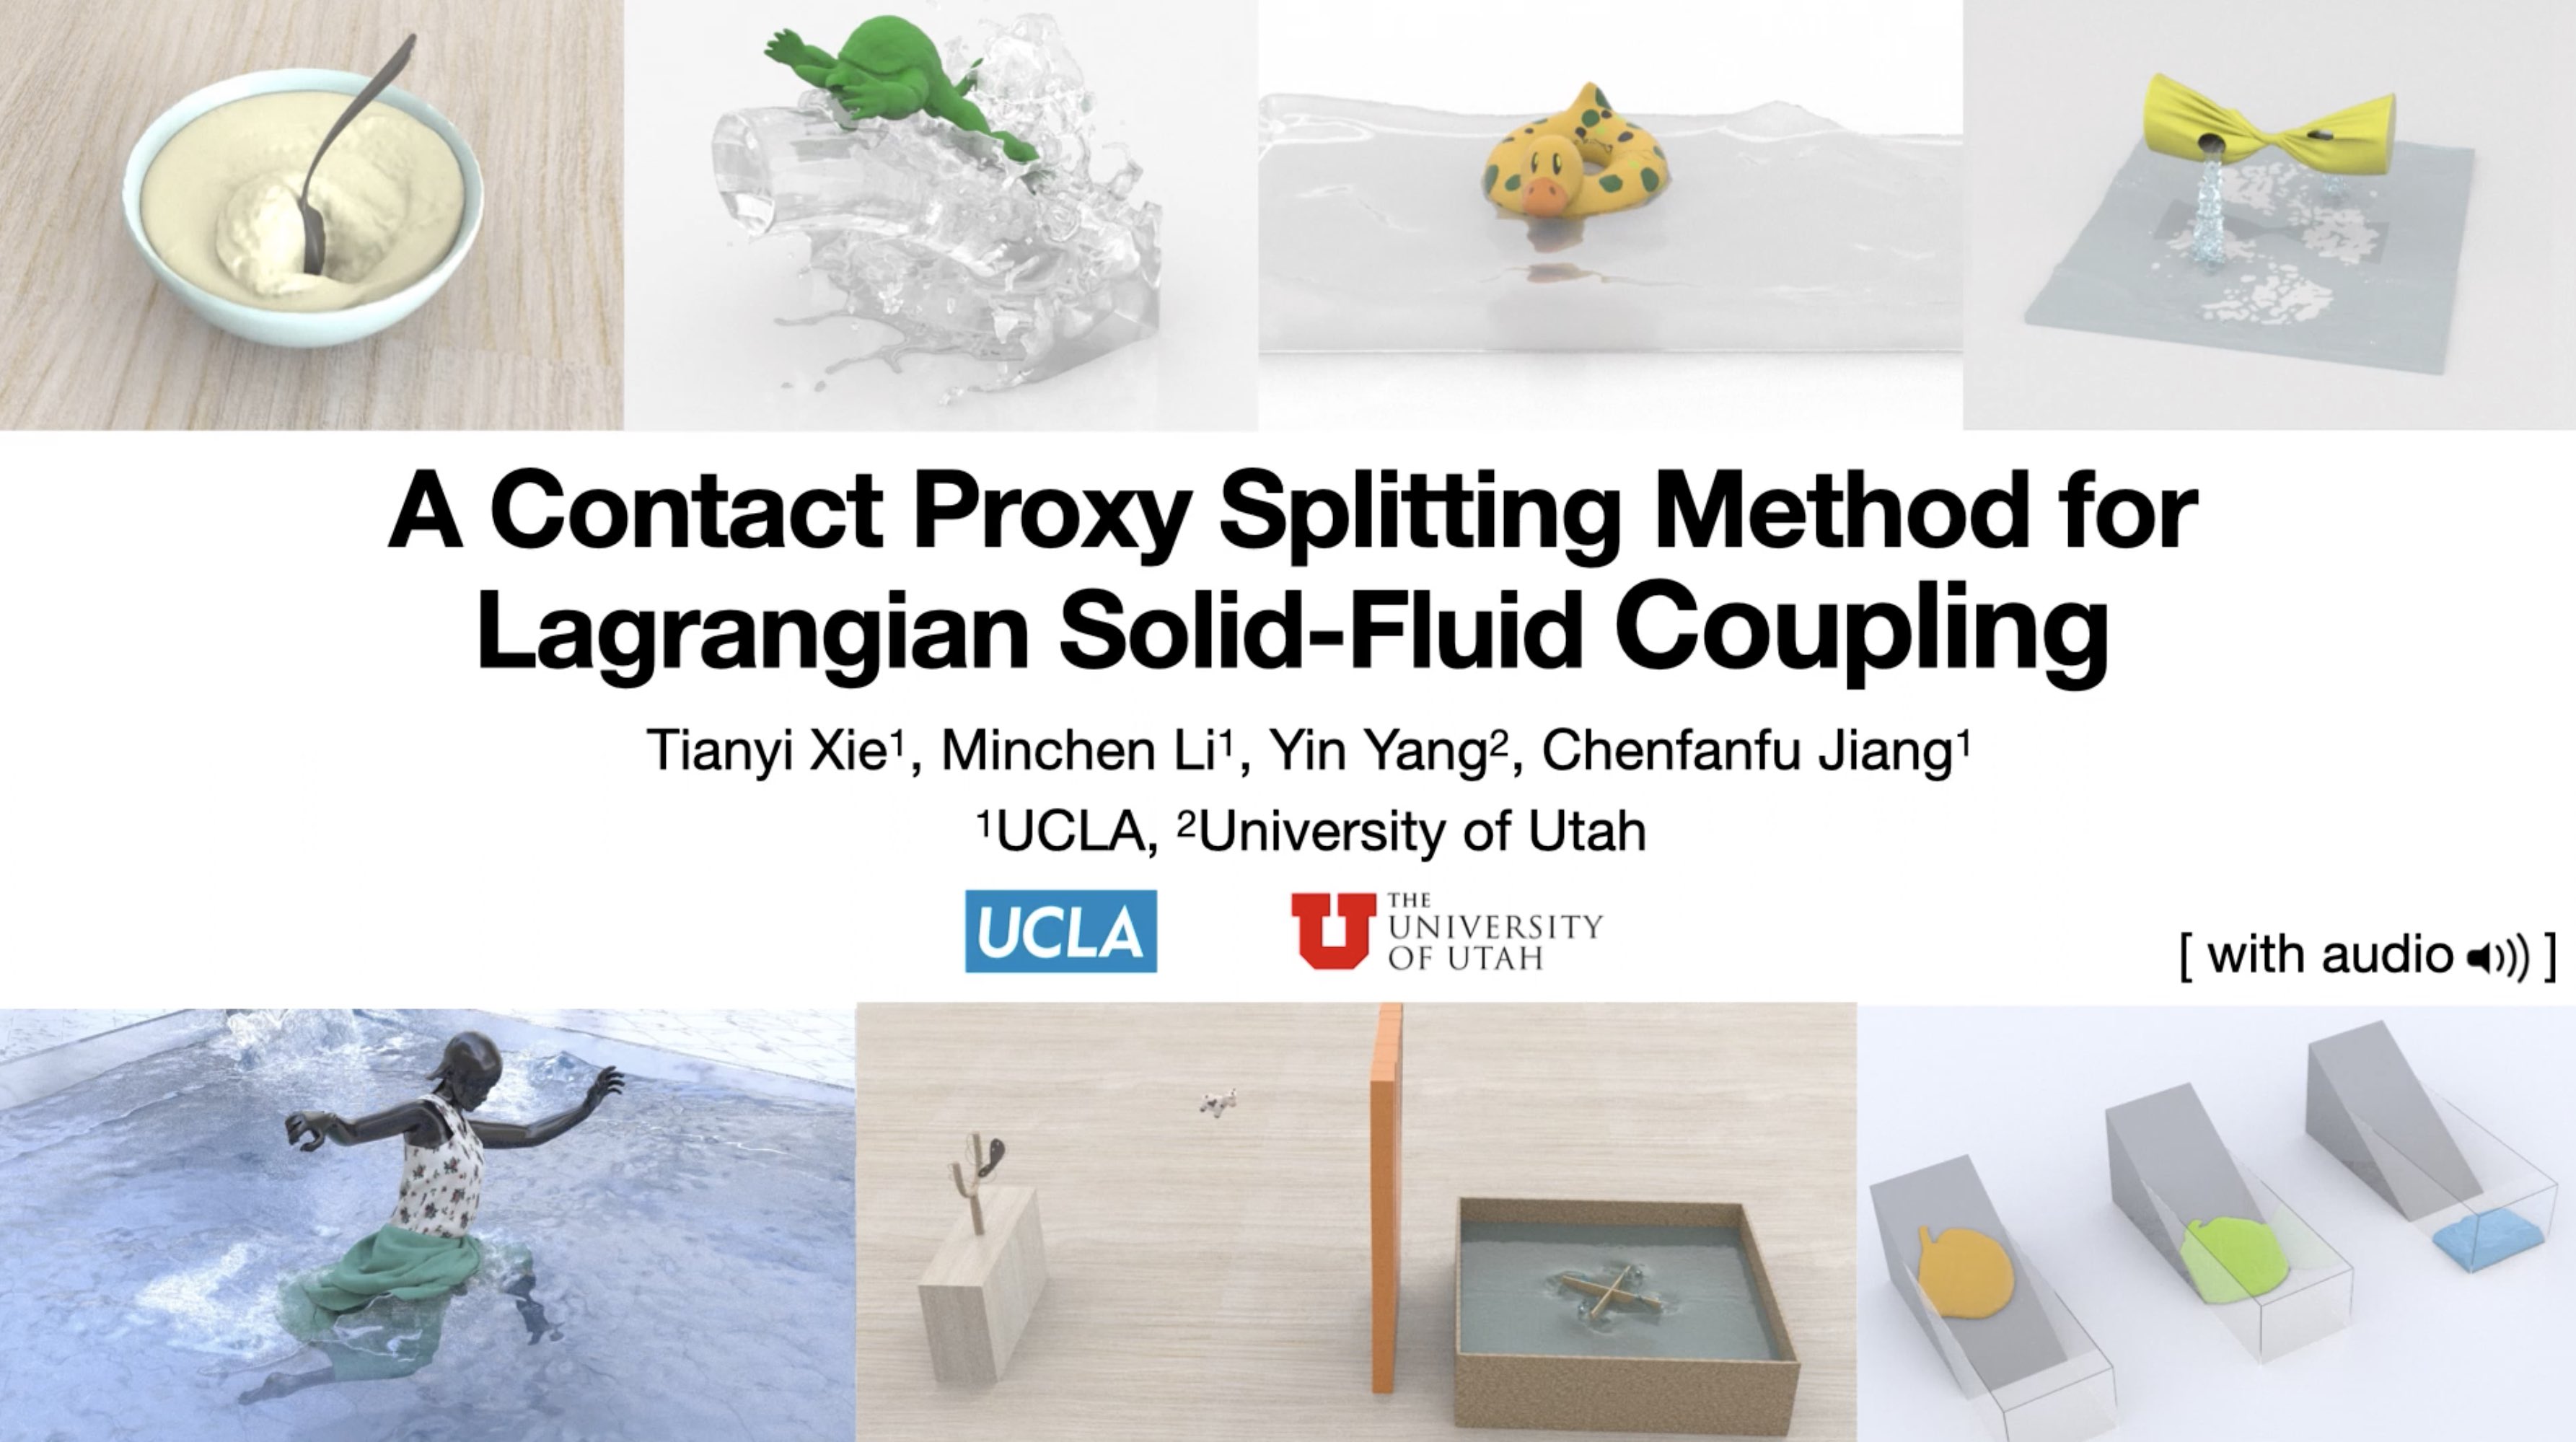 A Contact Proxy Splitting Method for
Lagrangian Solid-Fluid Coupling
Tianyi Xie¹, Minchen Li¹, Yin Yang², Chenfanfu Jiang¹
¹UCLA, ²University of Utah
UCLA
THE
UNIVERSITY
OF UTAH
[ with audio 🔊 ]